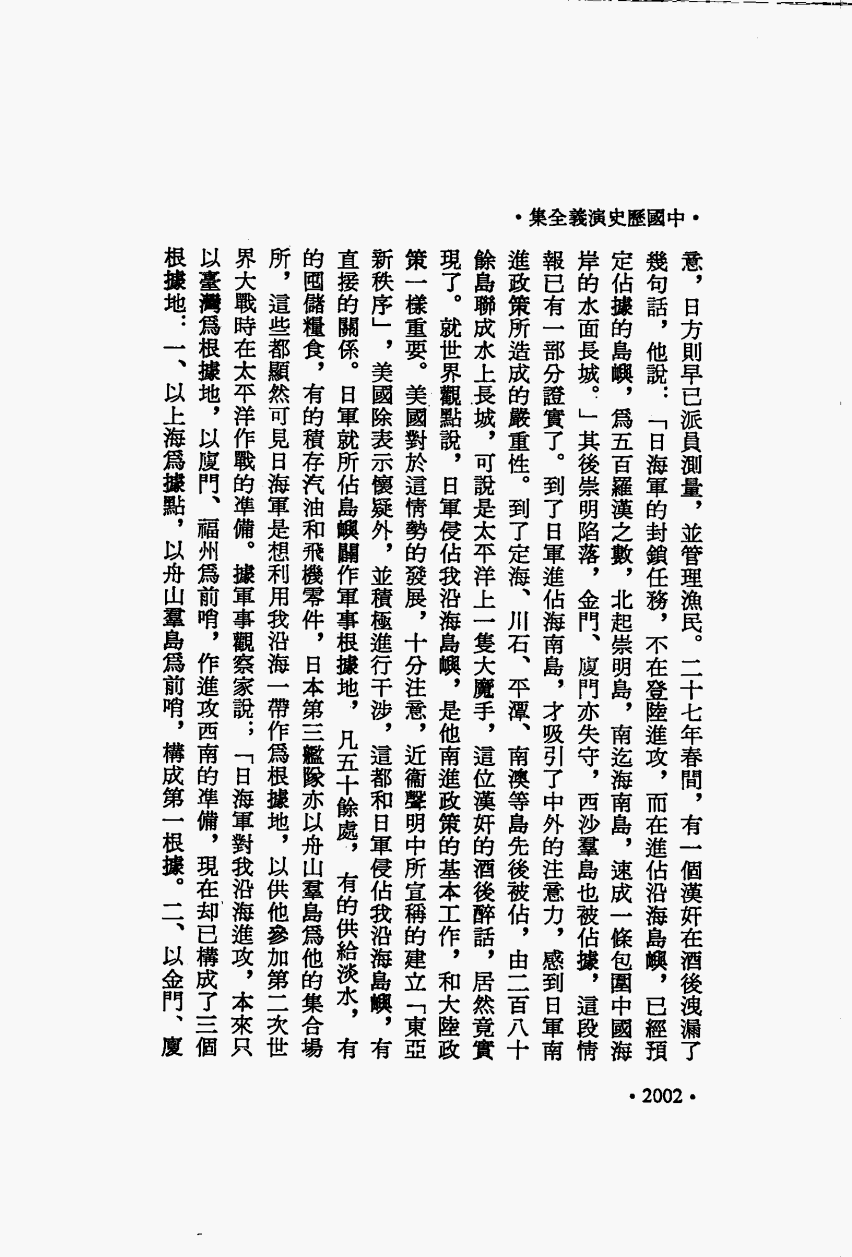 •中國歷史演義全集•
意，日方則早已派員測量，並管理漁民。二十七年春間，有一個漢奸在酒後洩漏了
幾句話，他說：「日海軍的封鎖任務，不在登陸進攻，而在進佔沿海島嶼，已經預
定佔據的島嶼，爲五百羅漢之數，北起崇明島，南迄海南島，速成一條包圍中國海
岸的水面長城。」其後崇明陷落，金門、廈門亦失守，西沙羣島也被佔據，這段情
報已有一部分證實了。到了日軍進佔海南島，才吸引了中外的注意力，感到日軍南
進政策所造成的嚴重性。到了定海、川石、平潭、南澳等島先後被佔，由二百八十
餘島聯成水上長城，可說是太平洋上一隻大魔手，這位漢奸的酒後醉話，居然竟實
現了。就世界觀點說，日軍侵佔我沿海島嶼，是他南進政策的基本工作，和大陸政
策一樣重要。美國對於這情勢的發展，十分注意，近衞聲明中所宣稱的建立「東亞
新秩序」，美國除表示懷疑外，並積極進行干涉，這都和日軍侵佔我沿海島嶼，有
直接的關係。日軍就所佔島嶼闢作軍事根據地，凡五十餘處，有的供給淡水，有
的囤儲糧食，有的積存汽油和飛機零件，日本第三艦隊亦以舟山羣島爲他的集合場
所，這些都顯然可見日海軍是想利用我沿海一帶作爲根據地，以供他參加第二次世
界大戰時在太平洋作戰的準備。據軍事觀察家說：「日海軍對我沿海進攻，本來只
以臺灣爲根據地，以廈門、福州爲前哨，作進攻西南的準備，現在却已構成了三個
根據地：一、以上海爲據點，以舟山羣島爲前哨，構成第一根據。二、以金門、廈
•2002•